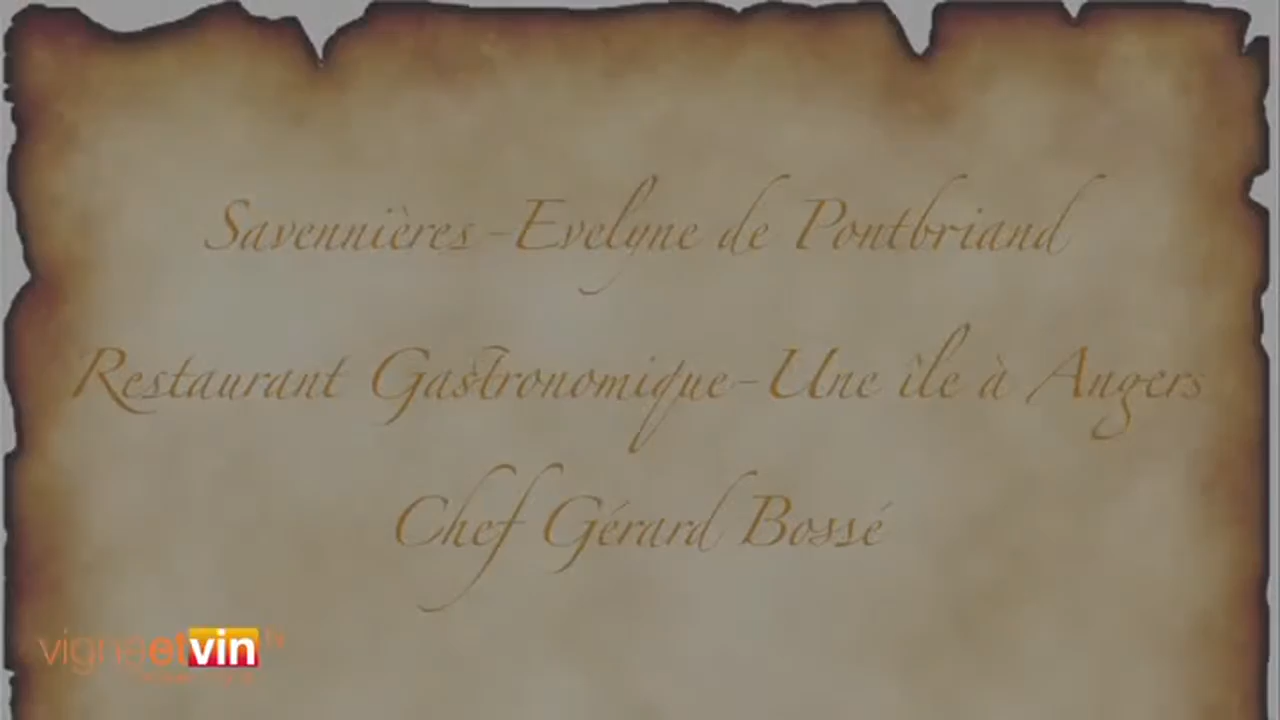 Savennières - Evelyne de Pontbriand
Restaurant Gastronomique - Une île à Angers
Chef Gérard Bossé
vigneetvin